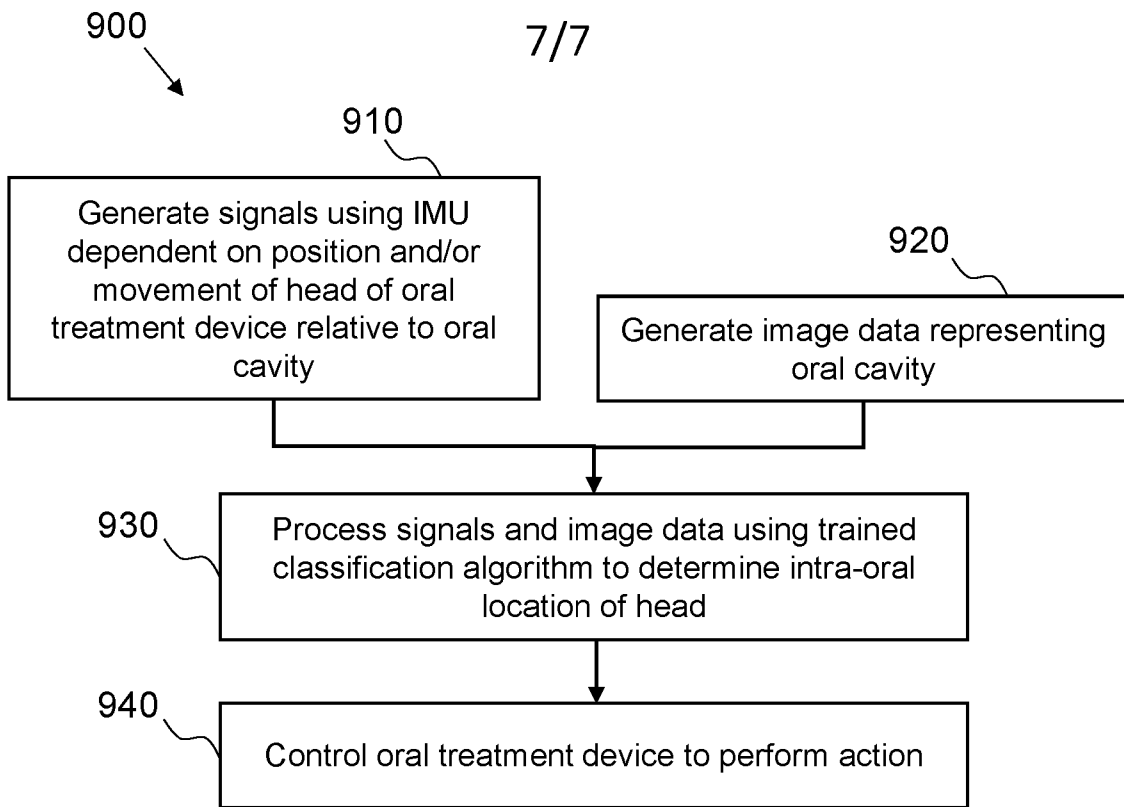 900
7/7
910
Generate signals using IMU
dependent on position and/or
movement of head of oral
treatment device relative to oral
cavity
920
Generate image data representing
oral cavity
930
Process signals and image data using trained
classification algorithm to determine intra-oral
location of head
940
Control oral treatment device to perform action